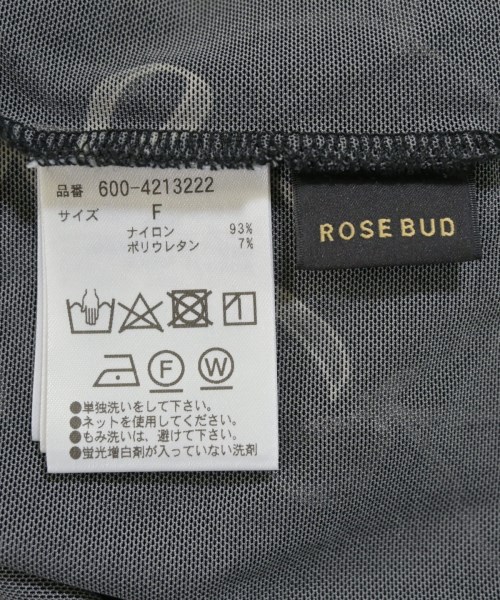 品番 600-4213222
サイズ F
ナイロン 93%
ポリウレタン 7%
F W
●単独洗いをして下さい。
●ネットを使用してください。
●もみ洗いは、避けて下さい。
●蛍光増白剤が入っていない洗剤
ROSE BUD